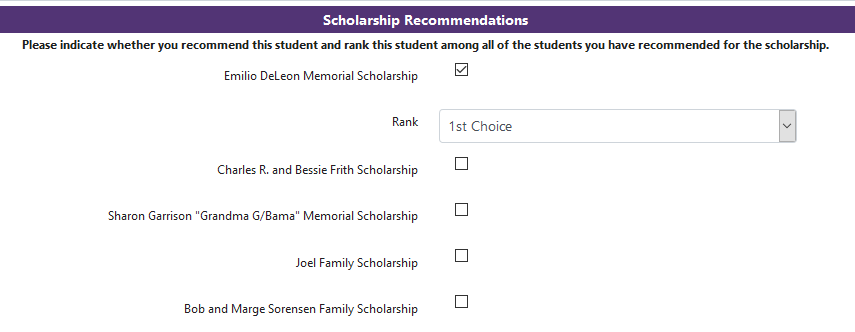 Scholarship Recommendations
Please indicate whether you recommend this student and rank this student among all of the students you have recommended for the scholarship.
Emilio DeLeon Memorial Scholarship
Rank
1st Choice
Charles R. and Bessie Frith Scholarship
Sharon Garrison "Grandma G/Bama" Memorial Scholarship
Joel Family Scholarship
Bob and Marge Sorensen Family Scholarship